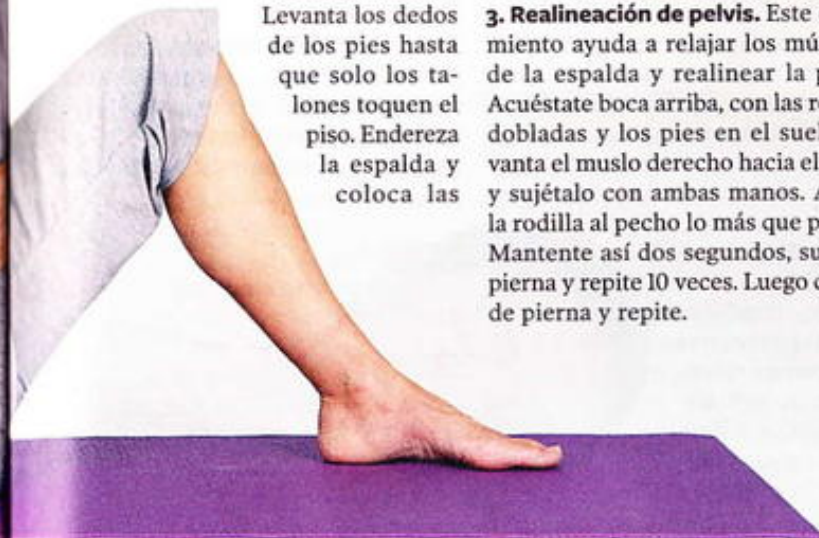 Levanta los dedos
de los pies hasta
que solo los ta-
lones toquen el
piso. Endereza
la espalda y
coloca las
3. Realineación de pelvis. Este
miento ayuda a relajar los mú
de la espalda y realinear la p
Acuéstate boca arriba, con las r
dobladas y los pies en el suel
vanta el muslo derecho hacia el
y sujétalo con ambas manos. A
la rodilla al pecho lo más que p
Mantente así dos segundos, su
pierna y repite 10 veces. Luego c
de pierna y repite.